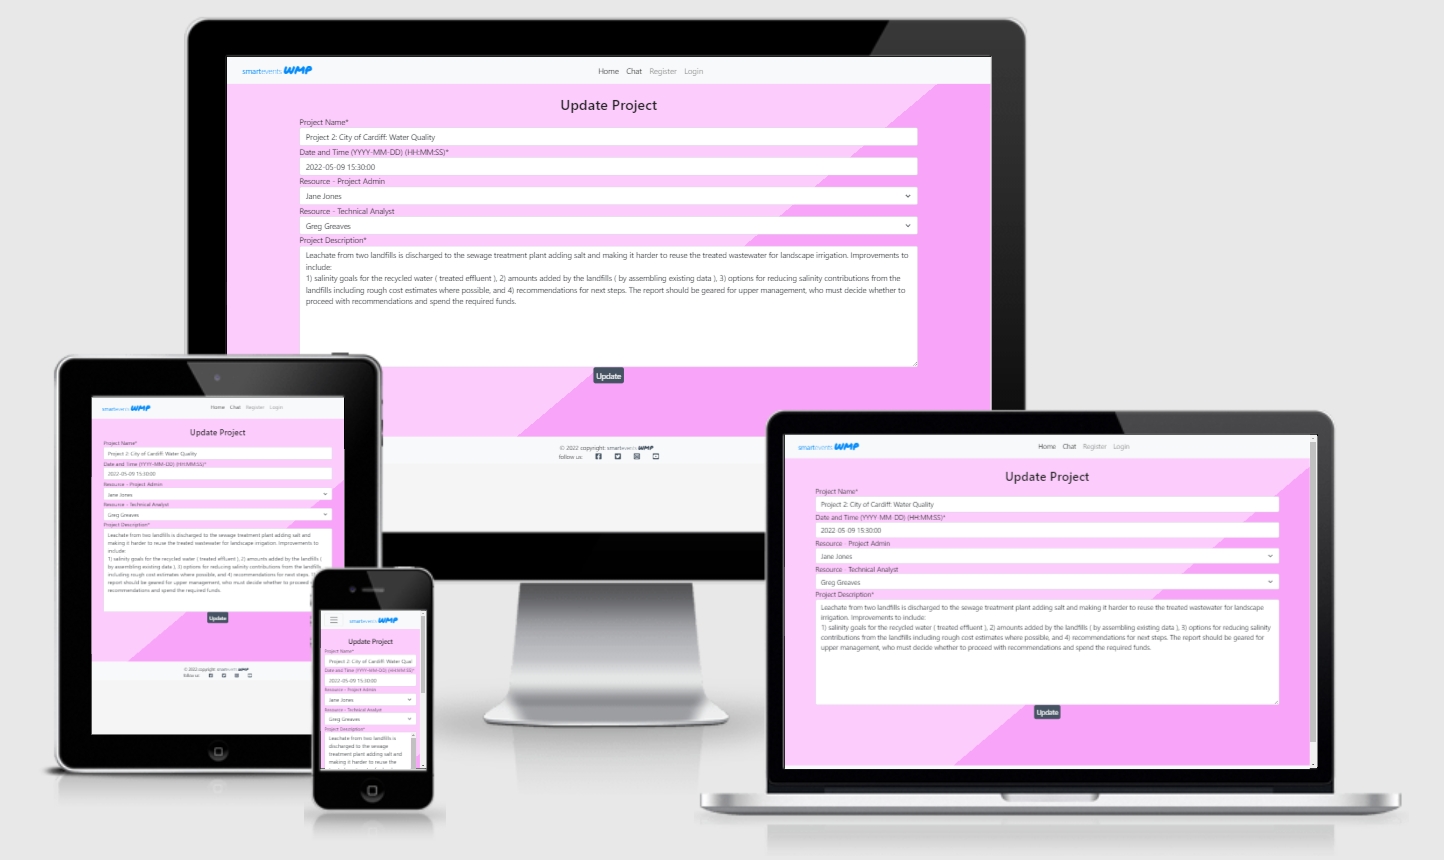 smartevents WMP
Home Chat Register Login
Update Project
Project Name*
Project 2: City of Cardiff: Water Quality
Date and Time (YYYY-MM-DD) (HH:MM:SS)*
2022-05-09 15:30:00
Resource - Project Admin
Jane Jones
Resource - Technical Analyst
Greg Greaves
Project Description*
Leachate from two landfills is discharged to the sewage treatment plant adding salt and making it harder to reuse the treated wastewater for landscape irrigation. Improvements to
include:
1) salinity goals for the recycled water ( treated effluent ), 2) amounts added by the landfills ( by assembling existing data ), 3) options for reducing salinity contributions from the
landfills including rough cost estimates where possible, and 4) recommendations for next steps. The report should be geared for upper management, who must decide whether to
proceed with recommendations and spend the required funds.
Update
© 2022 copyright: smartevents WMP
follow us:
smartevents WMP
Home Chat Register Login
Update Project
Project Name*
Project 2: City of Cardiff: Water Quality
Date and Time (YYYY-MM-DD) (HH:MM:SS)*
2022-05-09 15:30:00
Resource - Project Admin
Jane Jones
Resource - Technical Analyst
Greg Greaves
Project Description*
Leachate from two landfills is discharged to the sewage treatment plant adding salt and
making it harder to reuse the treated wastewater for landscape irrigation. Improvements to
include:
1) salinity goals for the recycled water ( treated effluent ), 2) amounts added by the landfills (
by assembling existing data ), 3) options for reducing salinity contributions from the landfills
including rough cost estimates where possible, and 4) recommendations for next steps.
report should be geared for upper management, who must decide whether to proceed
recommendations and spend the required funds.
Update
© 2022 copyright: smartevents WMP
follow us:
smartevents WMP
Update Project
Project Name*
Project 2: City of Cardiff: Water Qual
Date and Time (YYYY-MM-DD) (HH:MM:SS)*
2022-05-09 15:30:00
Resource - Project Admin
Jane Jones
Resource - Technical Analyst
Greg Greaves
Project Description*
Leachate from two landfills is
discharged to the sewage
treatment plant adding salt and
making it harder to reuse the
smartevents WMP
Home Chat Register Login
Update Project
Project Name*
Project 2: City of Cardiff: Water Quality
Date and Time (YYYY-MM-DD) (HH:MM:SS)*
2022-05-09 15:30:00
Resource - Project Admin
Jane Jones
Resource - Technical Analyst
Greg Greaves
Project Description*
Leachate from two landfills is discharged to the sewage treatment plant adding salt and making it harder to reuse the treated wastewater for landscape
irrigation. Improvements to include:
1) salinity goals for the recycled water ( treated effluent ), 2) amounts added by the landfills ( by assembling existing data ), 3) options for reducing salinity
contributions from the landfills including rough cost estimates where possible, and 4) recommendations for next steps. The report should be geared for
upper management, who must decide whether to proceed with recommendations and spend the required funds.
Update